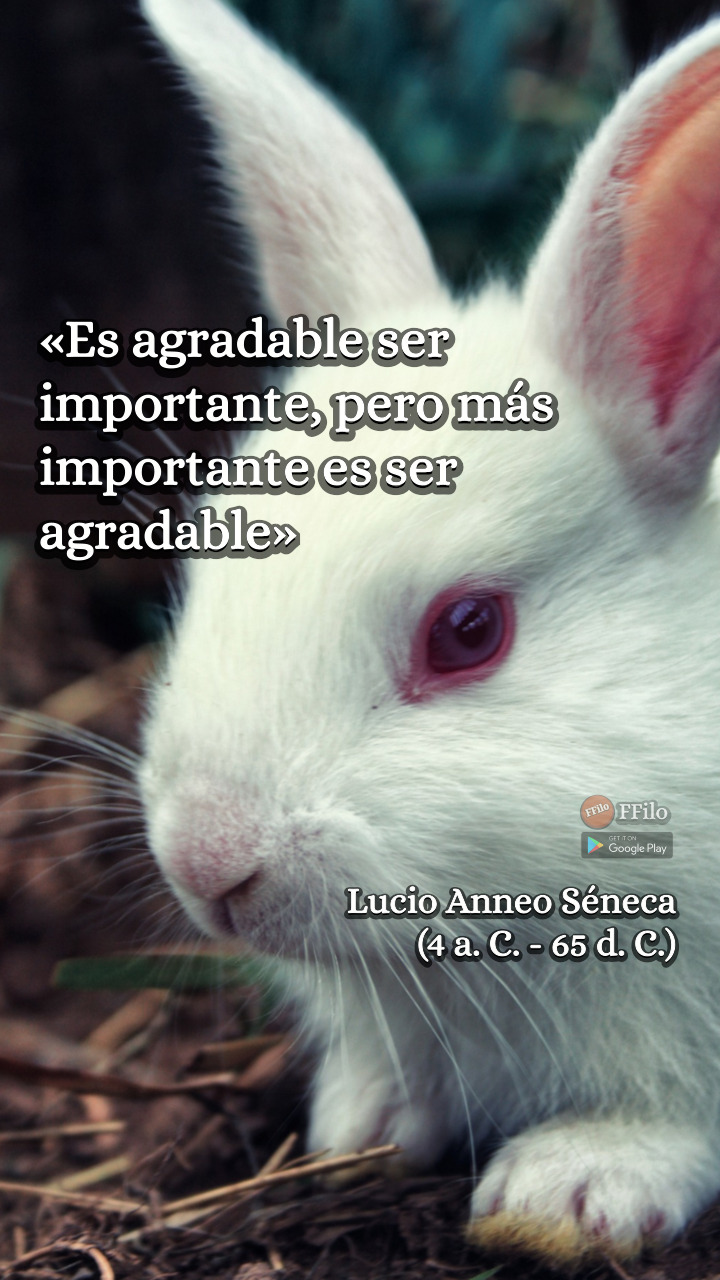 «Es agradable ser
importante, pero más
importante es ser
agradable»
FFilo FFilo
GET IT ON
Google Play
Lucio Anneo Séneca
(4 a. C. - 65 d. C.)